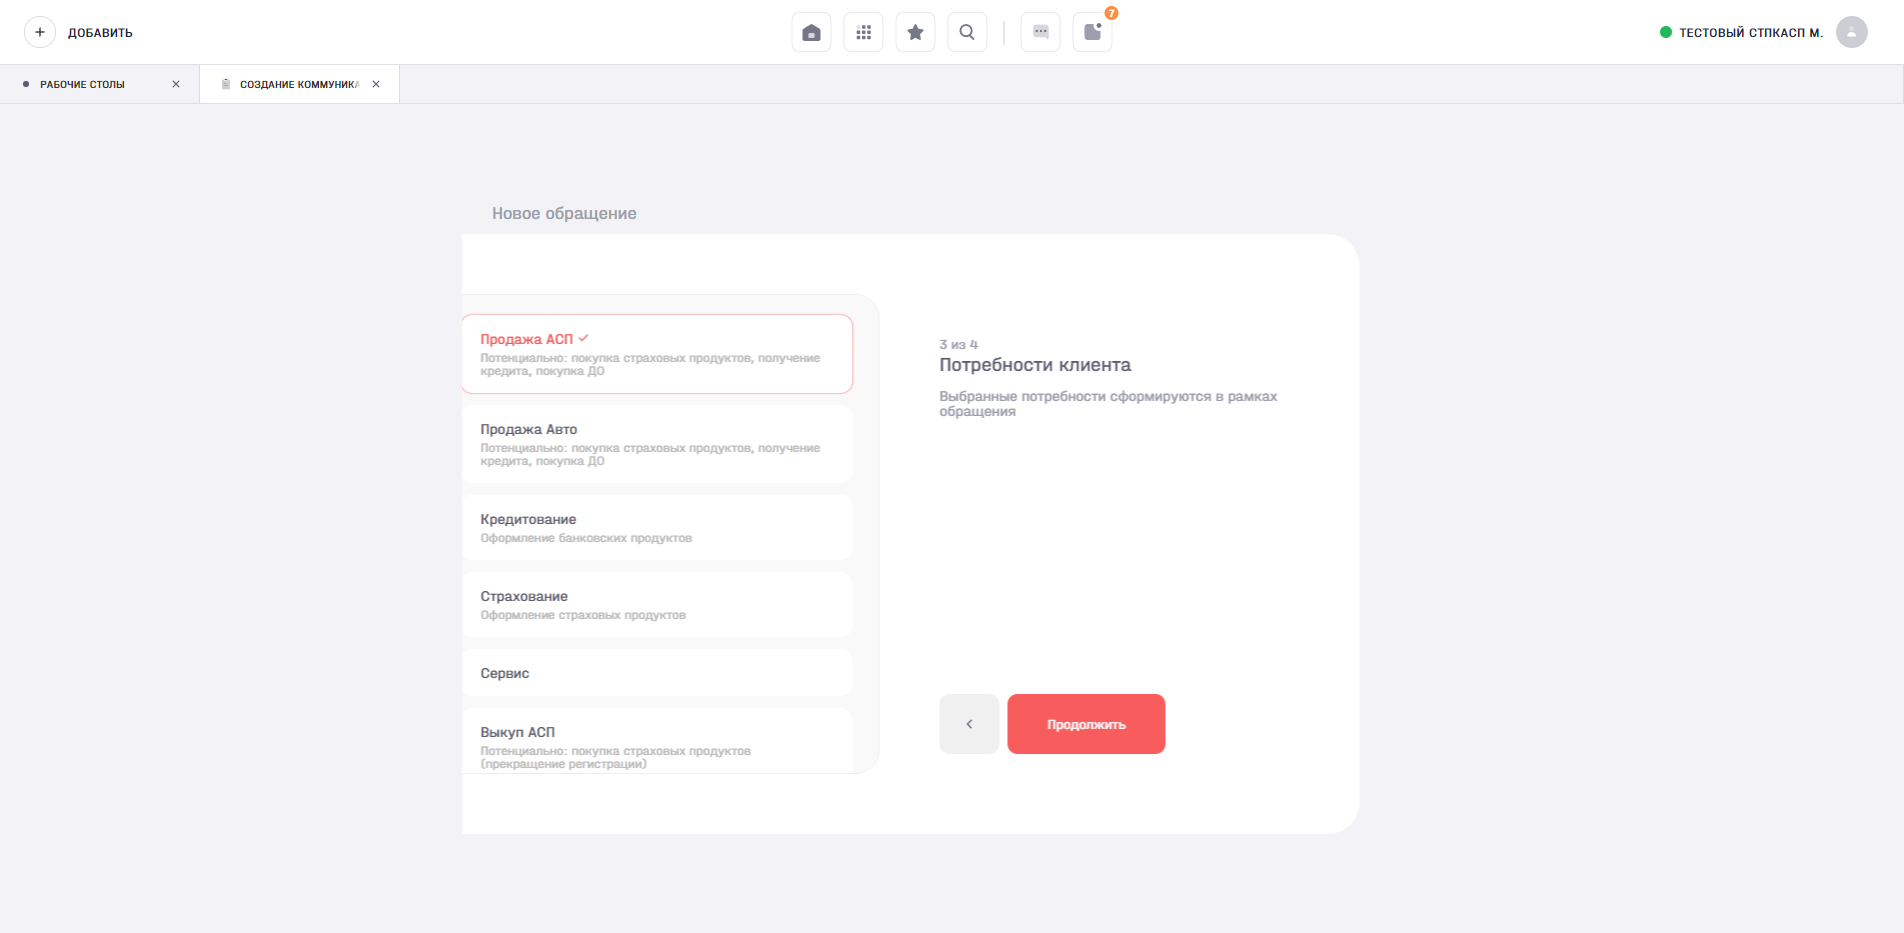 ДОБАВИТЬ
7
ТЕСТОВЫЙ СТПКАСП М.
РАБОЧИЕ СТОЛЫ
СОЗДАНИЕ КОММУНИКА
Новое обращение
Продажа АСП
Потенциально: покупка страховых продуктов, получение
кредита, покупка ДО
Продажа Авто
Потенциально: покупка страховых продуктов, получение
кредита, покупка ДО
Кредитование
Оформление банковских продуктов
Страхование
Оформление страховых продуктов
Сервис
Выкуп АСП
Потенциально: покупка страховых продуктов
(прекращение регистрации)
3 из 4
Потребности клиента
Выбранные потребности сформируются в рамках
обращения
Продолжить